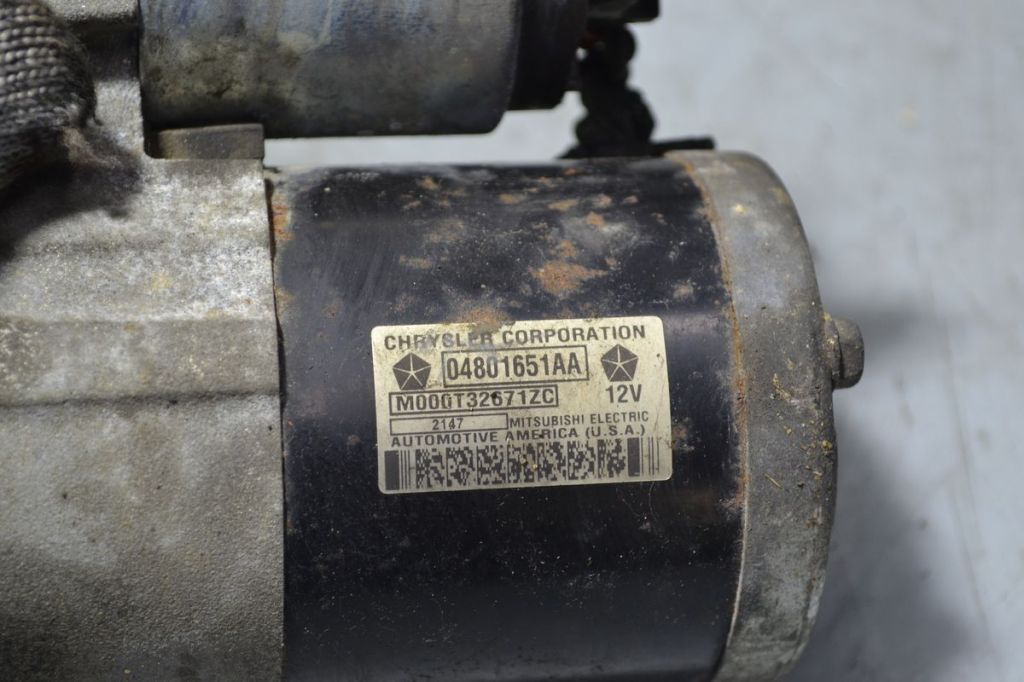 CHRYSLER CORPORATION
04801651AA
M000T32671ZC 12V
2147 MITSUBISHI ELECTRIC
AUTOMOTIVE AMERICA (U.S.A.)